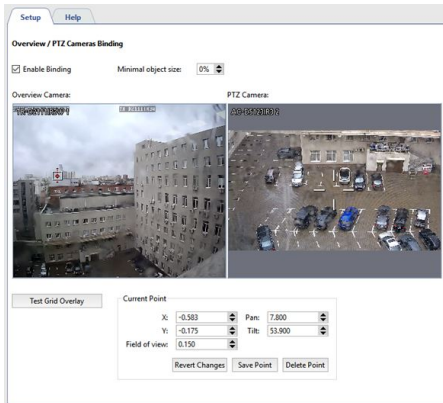 Setup Help
Overview / PTZ Cameras Binding
Enable Binding Minimal object size: 0%
Overview Camera: PTZ Camera:
Test Grid Overlay
Current Point
X: -0.583 Pan: 7.800
Y: -0.175 Tilt: 53.900
Field of view: 0.150
Revert Changes Save Point Delete Point